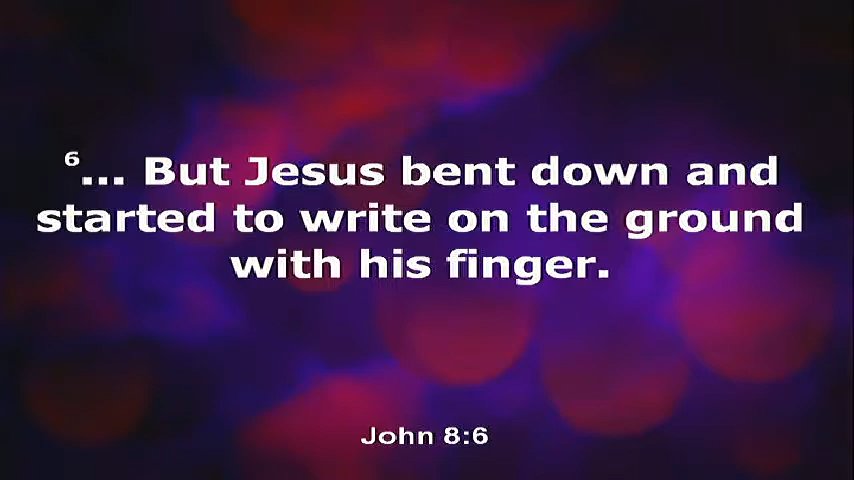 6... But Jesus bent down and
started to write on the ground
with his finger.
John 8:6